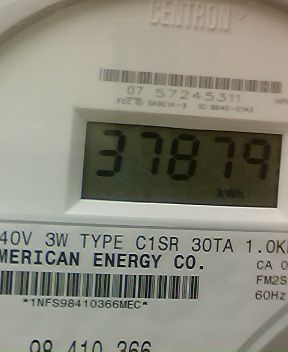 CENTRON®
07 57245311
37879
kWh
40V 3W TYPE C1SR 30TA 1.0K
MERICAN ENERGY CO.
CA 0
FM2S
60Hz
*1NFS98410366MEC*
98 410 366